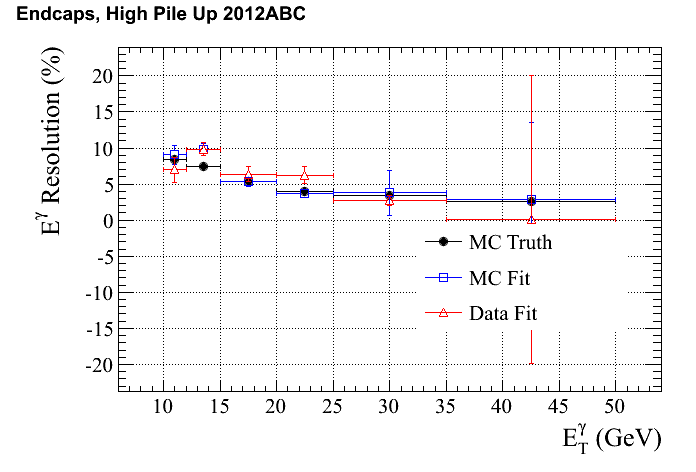 Endcaps, High Pile Up 2012ABC
E^γ Resolution (%)
20
15
10
5
0
-5
-10
-15
-20
MC Truth
MC Fit
Data Fit
10 15 20 25 30 35 40 45 50
E_T^γ (GeV)